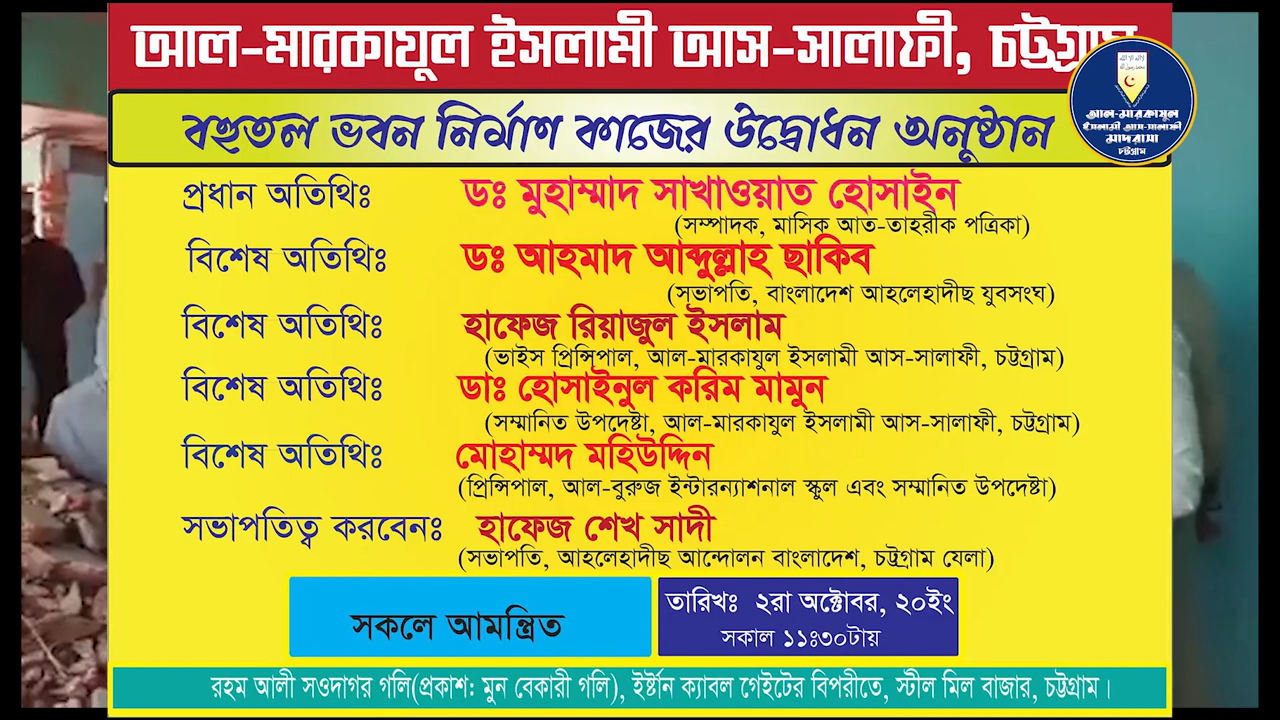 আল-মারকাযুল ইসলামী আস-সালাফী, চট্টগ্রাম
আল-মারকাযুল
ইসলামী আস-সালাফী
মাদরাসা
চট্টগ্রাম
বহুতল ভবন নির্মাণ কাজের উদ্বোধন অনুষ্ঠান
প্রধান অতিথিঃ ডঃ মুহাম্মাদ সাখাওয়াত হোসাইন
(সম্পাদক, মাসিক আত-তাহরীক পত্রিকা)
বিশেষ অতিথিঃ ডঃ আহমাদ আব্দুল্লাহ ছাকিব
(সভাপতি, বাংলাদেশ আহলেহাদীছ যুবসংঘ)
বিশেষ অতিথিঃ হাফেজ রিয়াজুল ইসলাম
(ভাইস প্রিন্সিপাল, আল-মারকাযুল ইসলামী আস-সালাফী, চট্টগ্রাম)
বিশেষ অতিথিঃ ডাঃ হোসাইনুল করিম মামুন
(সম্মানিত উপদেষ্টা, আল-মারকাযুল ইসলামী আস-সালাফী, চট্টগ্রাম)
বিশেষ অতিথিঃ মোহাম্মদ মহিউদ্দিন
(প্রিন্সিপাল, আল-বুরুজ ইন্টারন্যাশনাল স্কুল এবং সম্মানিত উপদেষ্টা)
সভাপতিত্ব করবেনঃ হাফেজ শেখ সাদী
(সভাপতি, আহলেহাদীছ আন্দোলন বাংলাদেশ, চট্টগ্রাম যেলা)
সকলে আমন্ত্রিত
তারিখঃ ২রা অক্টোবর, ২০ইং
সকাল ১১ঃ৩০টায়
রহম আলী সওদাগর গলি(প্রকাশ: মুন বেকারী গলি), ইর্ষ্টান ক্যাবল গেইটের বিপরীতে, স্টীল মিল বাজার, চট্টগ্রাম।